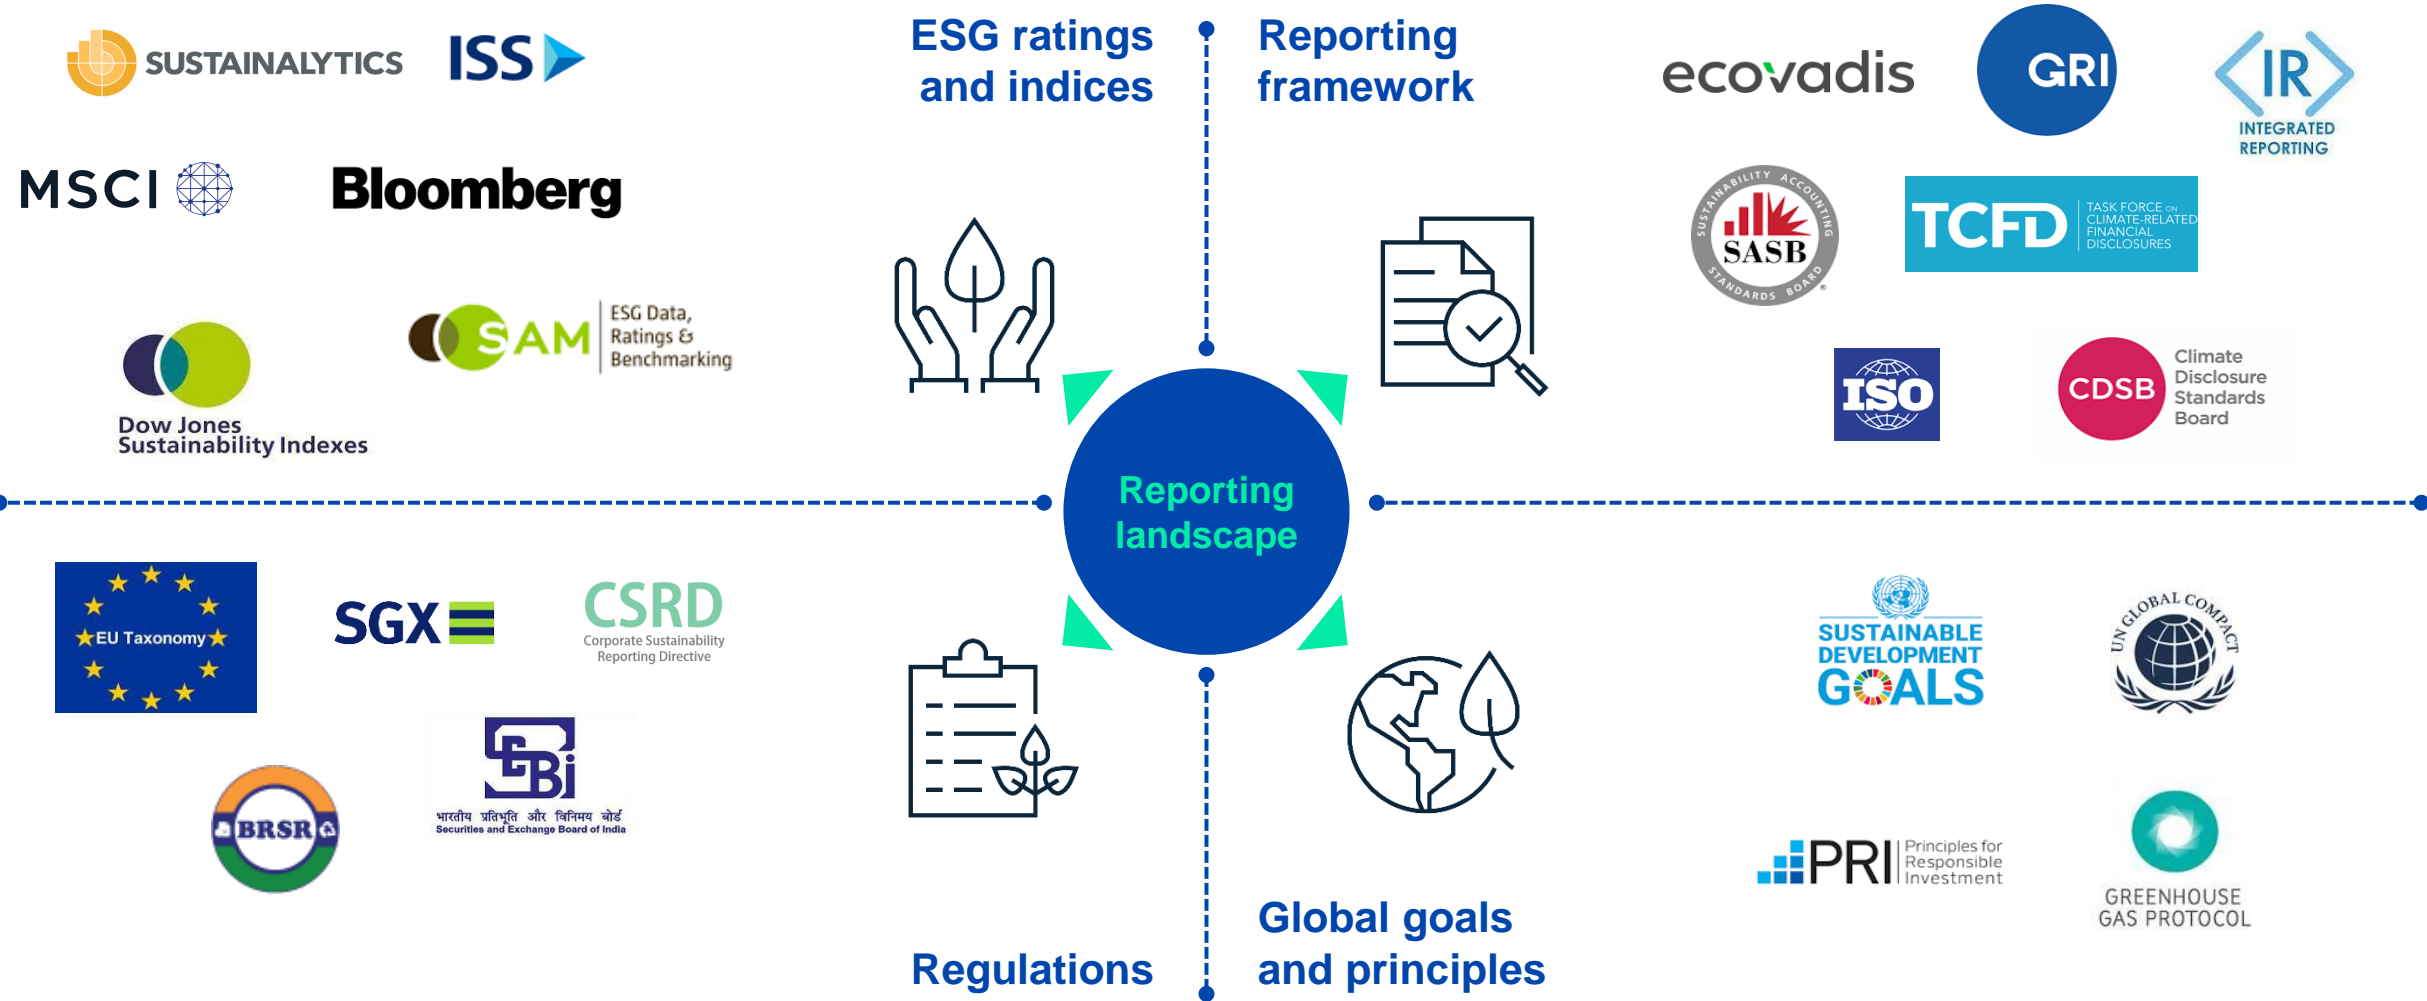 ESG ratings
and indices
SUSTAINALYTICS
ISS
MSCI
Bloomberg
SAM
ESG Data,
Ratings &
Benchmarking
Dow Jones
Sustainability Indexes
Reporting
framework
ecovadis
GRI
IR
INTEGRATED
REPORTING
SUSTAINABILITY ACCOUNTING
SASB
STANDARDS BOARD
®
TCFD
TASK FORCE ON
CLIMATE-RELATED
FINANCIAL
DISCLOSURES
ISO
CDSB
Climate
Disclosure
Standards
Board
Reporting
landscape
EU Taxonomy
SGX
CSRD
Corporate Sustainability
Reporting Directive
BRSR
SEBi
भारतीय प्रतिभूति और विनिमय बोर्ड
Securities and Exchange Board of India
Regulations
SUSTAINABLE
DEVELOPMENT
GOALS
UN GLOBAL COMPACT
PRI
Principles for
Responsible
Investment
GREENHOUSE
GAS PROTOCOL
Global goals
and principles